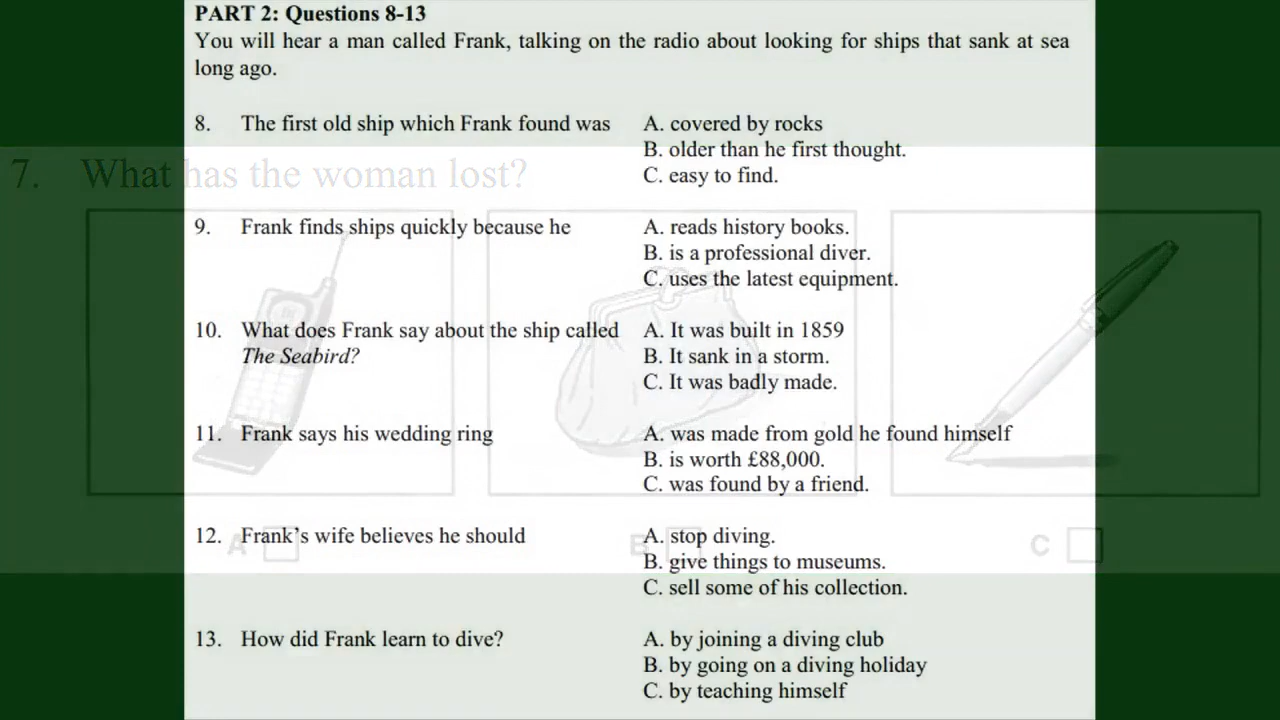 PART 2: Questions 8-13
You will hear a man called Frank, talking on the radio about looking for ships that sank at sea
long ago.
8. The first old ship which Frank found was
A. covered by rocks
B. older than he first thought.
C. easy to find.
7. What has the woman lost?
9. Frank finds ships quickly because he
A. reads history books.
B. is a professional diver.
C. uses the latest equipment.
10. What does Frank say about the ship called
The Seabird?
A. It was built in 1859
B. It sank in a storm.
C. It was badly made.
11. Frank says his wedding ring
A. was made from gold he found himself
B. is worth £88,000.
C. was found by a friend.
12. Frank's wife believes he should
A. stop diving.
B. give things to museums.
C. sell some of his collection.
A
B
C
13. How did Frank learn to dive?
A. by joining a diving club
B. by going on a diving holiday
C. by teaching himself